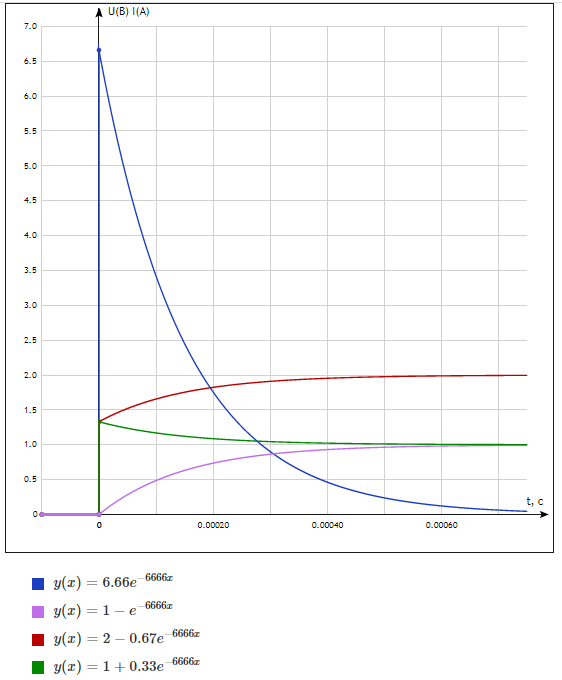 U(B) I(A)
7.0
6.5
6.0
5.5
5.0
4.5
4.0
3.5
3.0
2.5
2.0
1.5
1.0
0.5
t, c
0
0 0.00020 0.00040 0.00060
y(x) = 6.66e^{−6666x}
y(x) = 1 − e^{−6666x}
y(x) = 2 − 0.67e^{−6666x}
y(x) = 1 + 0.33e^{−6666x}